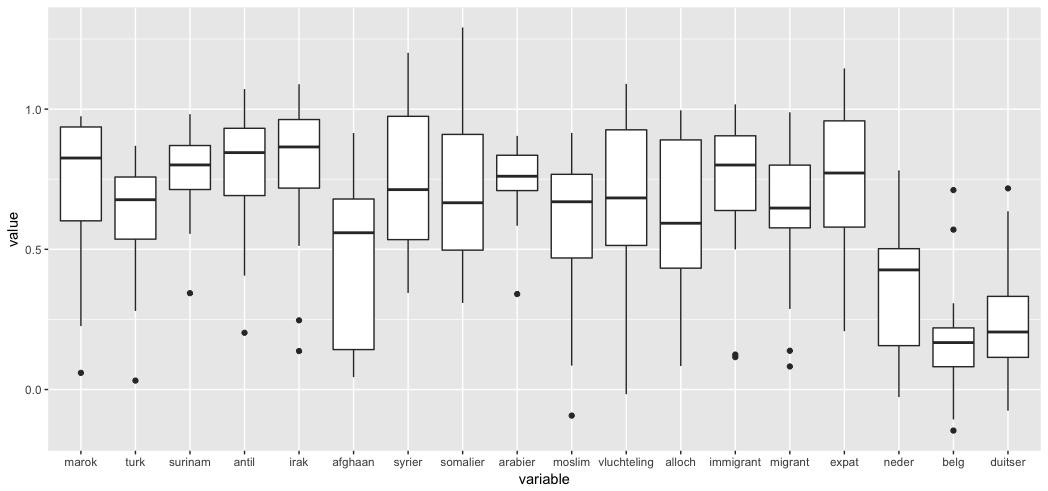 value
1.0
0.5
0.0
marok turk surinam antil irak afghaan syrier somalier arabier moslim vluchteling alloch immigrant migrant expat neder belg duitser
variable